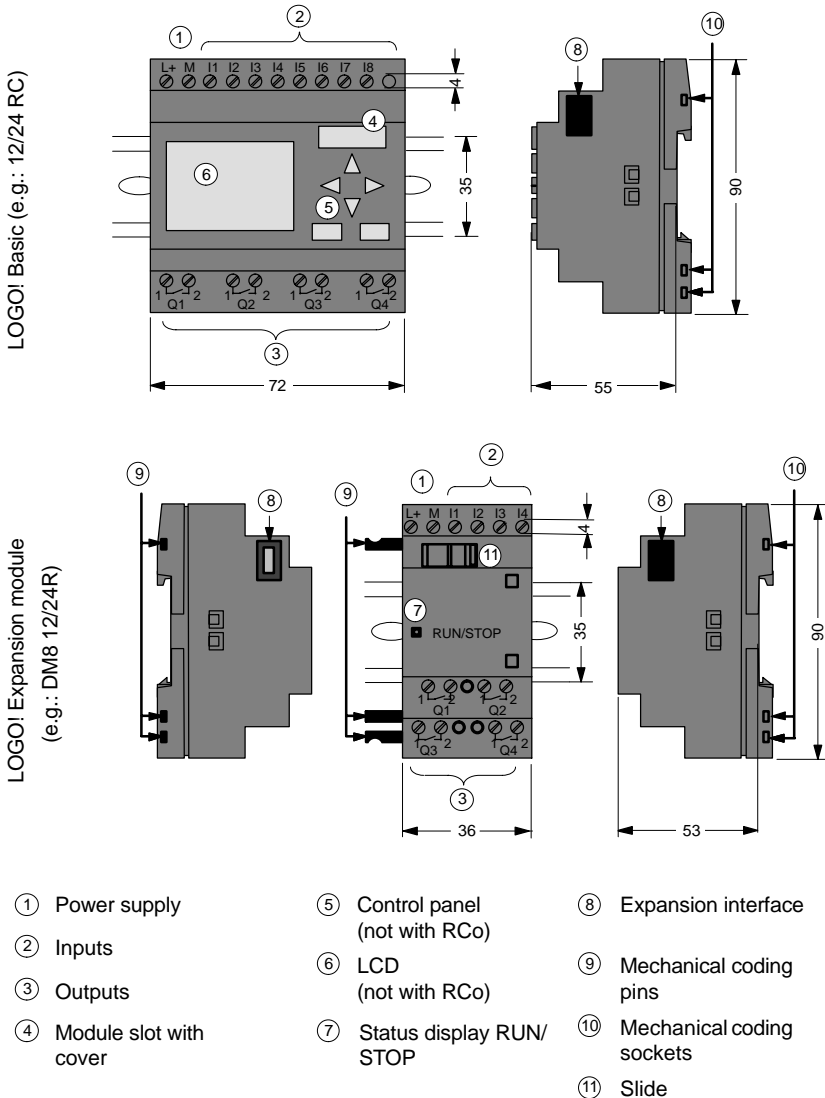 LOGO! Basic (e.g.: 12/24 RC)
1 2
L+ M I1 I2 I3 I4 I5 I6 I7 I8
4
4
6
5
35
1 2 1 2 1 2 1 2
Q1 Q2 Q3 Q4
3
72
8 10
90
55
LOGO! Expansion module
(e.g.: DM8 12/24R)
9 8
9 1 2
L+ M I1 I2 I3 I4
4
11
7
RUN/STOP
35
1 2 1 2
Q1 Q2
1 2 1 2
Q3 Q4
3
36
8 10
90
53
1 Power supply
2 Inputs
3 Outputs
4 Module slot with
cover
5 Control panel
(not with RCo)
6 LCD
(not with RCo)
7 Status display RUN/
STOP
8 Expansion interface
9 Mechanical coding
pins
10 Mechanical coding
sockets
11 Slide